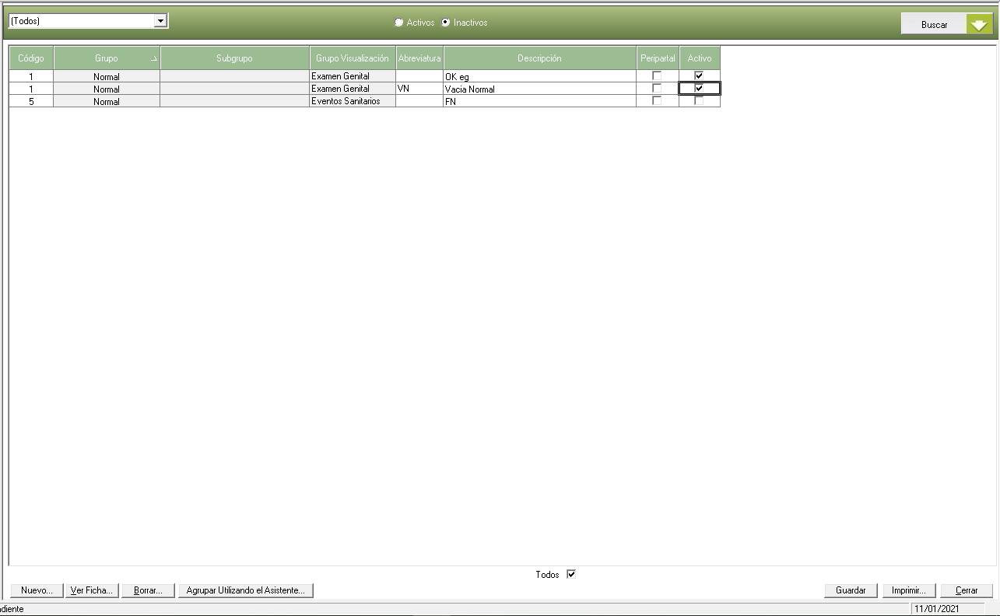 (Todos) Activos Inactivos Buscar
Código Grupo Subgrupo Grupo Visualización Abreviatura Descripción Peripartal Activo
1 Normal Examen Genital OK eg
1 Normal Examen Genital VN Vacia Normal
5 Normal Eventos Sanitarios FN
Todos
Nuevo... Ver Ficha... Borrar... Agrupar Utilizando el Asistente... Guardar Imprimir... Cerrar
diente 11/01/2021